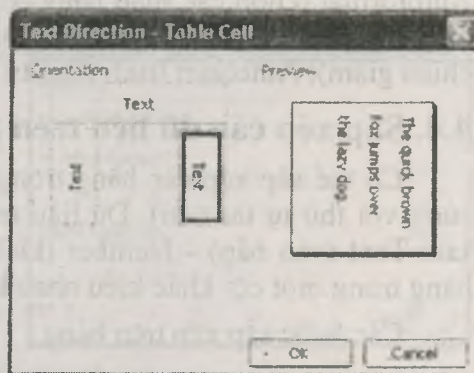 Text Direction - Table Cell
Orientation
Preview
Text
Text
Text
The quick brown
fox jumps over
the lazy dog.
OK
Cancel